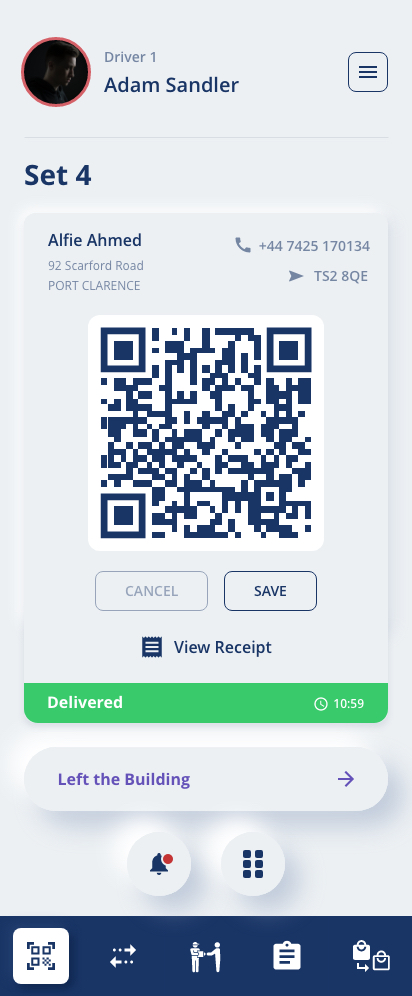 Driver 1
Adam Sandler
Set 4
Alfie Ahmed
+44 7425 170134
92 Scarford Road
TS2 8QE
PORT CLARENCE
CANCEL
SAVE
View Receipt
Delivered
10:59
Left the Building